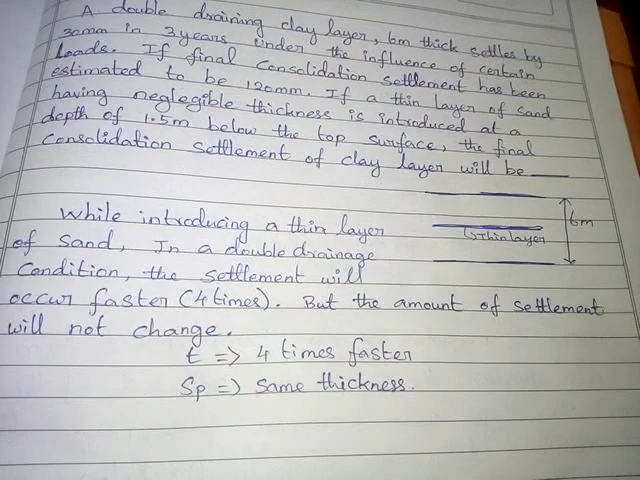 A double draining clay layer, 6m thick settles by
30mm in 3 years under the influence of certain
loads. If final consolidation settlement has been
estimated to be 120mm. If a thin layer of sand
having neglegible thickness is introduced at a
depth of 1.5m below the top surface, the final
consolidation settlement of clay layer will be
While introducing a thin layer
of sand, In a double drainage
condition, the settlement will
occur faster (4 times). But the amount of settlement
will not change.
t => 4 times faster
Sp => Same thickness.
6m
↳Thin layer